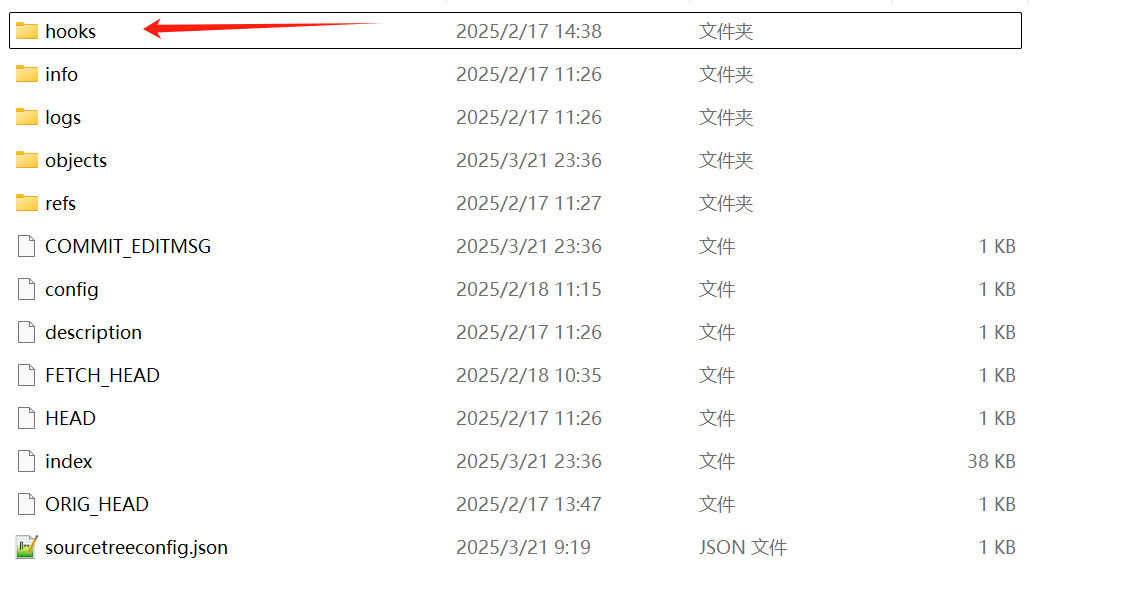 hooks 2025/2/17 14:38 文件夹
info 2025/2/17 11:26 文件夹
logs 2025/2/17 11:26 文件夹
objects 2025/3/21 23:36 文件夹
refs 2025/2/17 11:27 文件夹
COMMIT_EDITMSG 2025/3/21 23:36 文件 1 KB
config 2025/2/18 11:15 文件 1 KB
description 2025/2/17 11:26 文件 1 KB
FETCH_HEAD 2025/2/18 10:35 文件 1 KB
HEAD 2025/2/17 11:26 文件 1 KB
index 2025/3/21 23:36 文件 38 KB
ORIG_HEAD 2025/2/17 13:47 文件 1 KB
sourcetreeconfig.json 2025/3/21 9:19 JSON 文件 1 KB